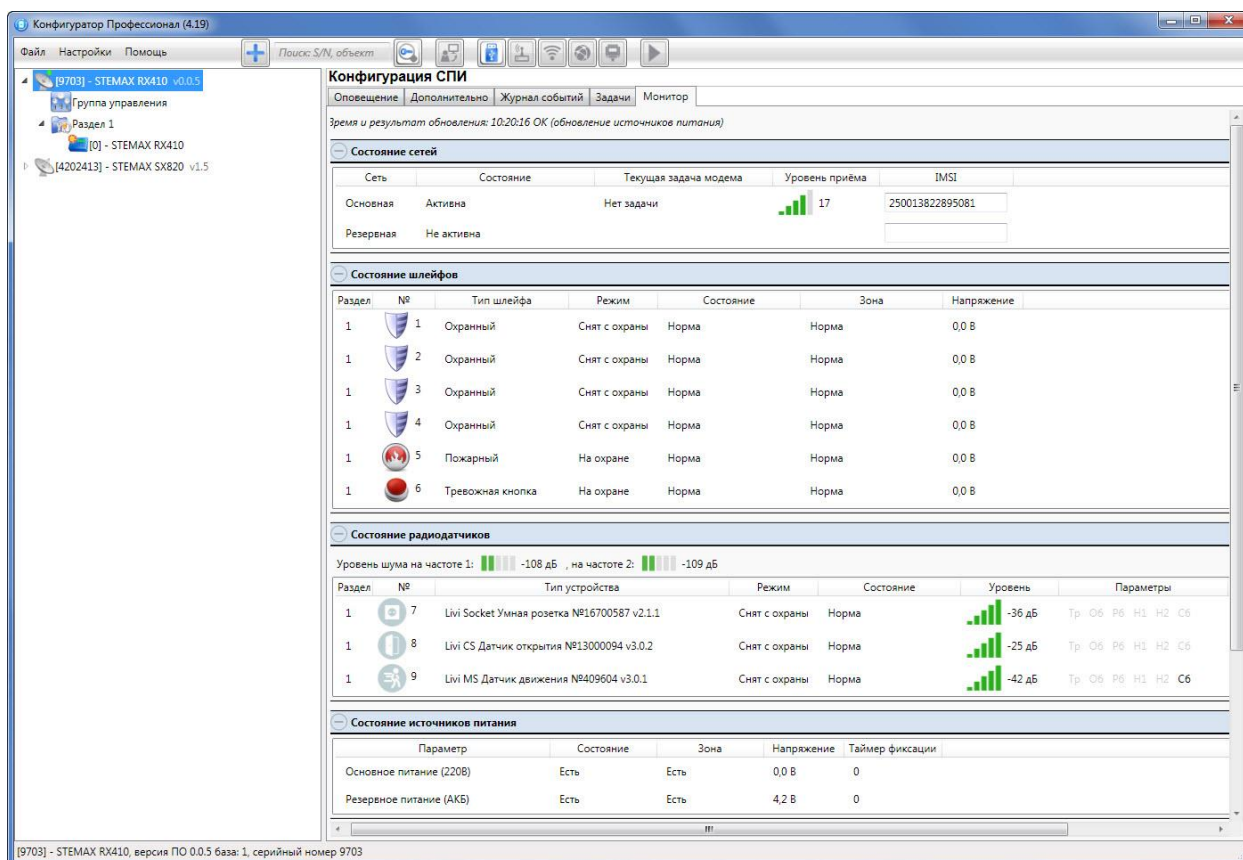 Конфигуратор Профессионал (4.19)
Файл Настройки Помощь Поиск: S/N, объект
[9703] - STEMAX RX410 v0.0.5
Группа управления
Раздел 1
[0] - STEMAX RX410
[4202413] - STEMAX SX820 v1.5
Конфигурация СПИ
Оповещение Дополнительно Журнал событий Задачи Монитор
Зремя и результат обновления: 10:20:16 OK (обновление источников питания)
Состояние сетей
Сеть Состояние Текущая задача модема Уровень приёма IMSI
Основная Активна Нет задачи 17 250013822895081
Резервная Не активна
Состояние шлейфов
Раздел № Тип шлейфа Режим Состояние Зона Напряжение
1 1 Охранный Снят с охраны Норма Норма 0,0 В
1 2 Охранный Снят с охраны Норма Норма 0,0 В
1 3 Охранный Снят с охраны Норма Норма 0,0 В
1 4 Охранный Снят с охраны Норма Норма 0,0 В
1 5 Пожарный На охране Норма Норма 0,0 В
1 6 Тревожная кнопка На охране Норма Норма 0,0 В
Состояние радиодатчиков
Уровень шума на частоте 1: -108 дБ , на частоте 2: -109 дБ
Раздел № Тип устройства Режим Состояние Уровень Параметры
1 7 Livi Socket Умная розетка №16700587 v2.1.1 Снят с охраны Норма -36 дБ Тр Об Рб Н1 Н2 Сб
1 8 Livi CS Датчик открытия №13000094 v3.0.2 Снят с охраны Норма -25 дБ Тр Об Рб Н1 Н2 Сб
1 9 Livi MS Датчик движения №409604 v3.0.1 Снят с охраны Норма -42 дБ Тр Об Рб Н1 Н2 Сб
Состояние источников питания
Параметр Состояние Зона Напряжение Таймер фиксации
Основное питание (220В) Есть Есть 0,0 В 0
Резервное питание (АКБ) Есть Есть 4,2 В 0
[9703] - STEMAX RX410, версия ПО 0.0.5 база: 1, серийный номер 9703